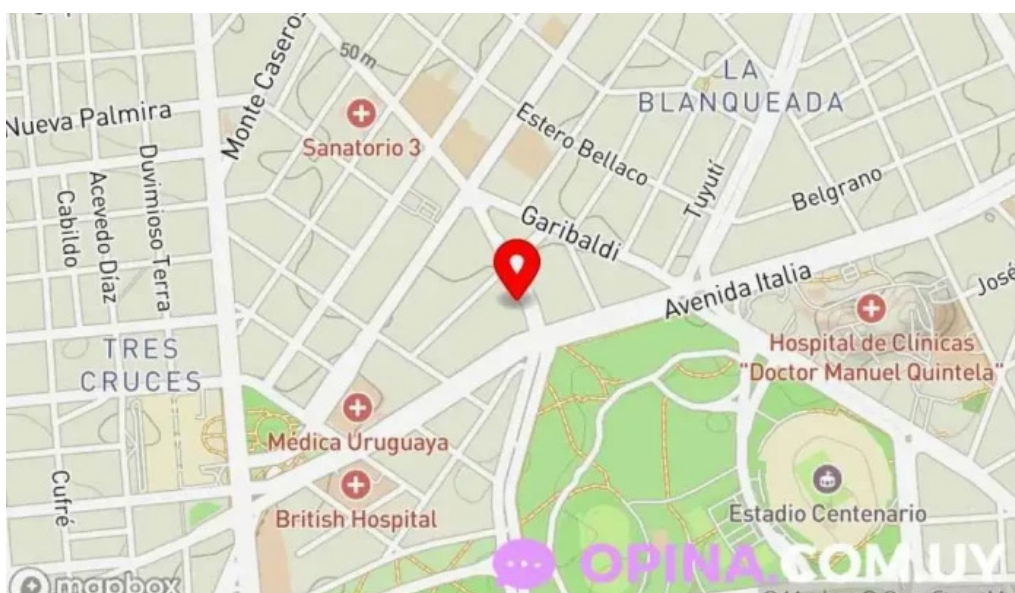 50 m
LA
BLANQUEADA
Nueva Palmira
Monte Caseros
Sanatorio 3
Estero Bellaco
Duvimioso Terra
Acevedo Díaz
Cabildo
Tuyutí
Belgrano
Garibaldi
Avenida Italia
José
TRES
CRUCES
Hospital de Clínicas
"Doctor Manuel Quintela"
Médica Uruguaya
Cufré
British Hospital
Estadio Centenario
OPINA.COM.UY
mapbox